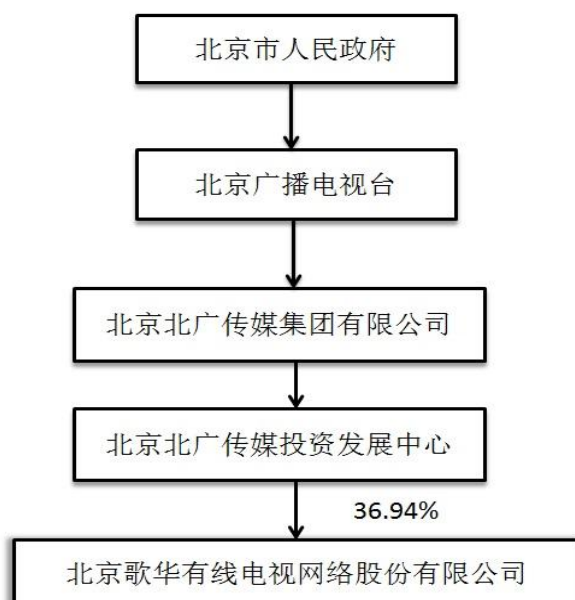 北京市人民政府
北京广播电视台
北京北广传媒集团有限公司
北京北广传媒投资发展中心
36.94%
北京歌华有线电视网络股份有限公司